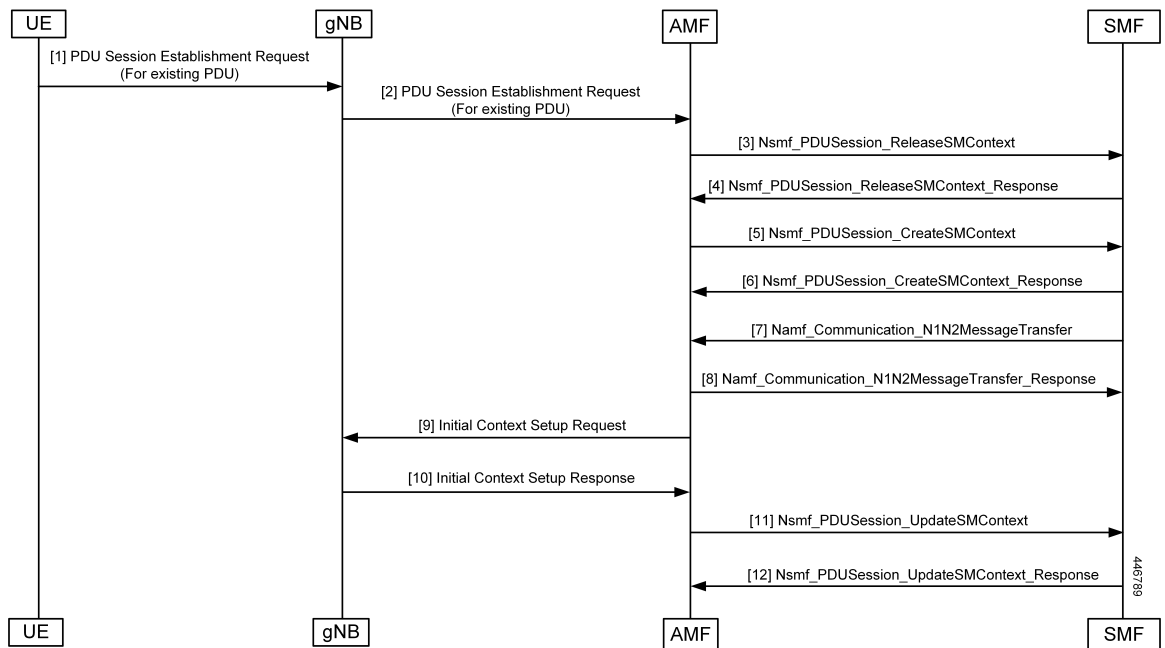 UE
gNB
AMF
SMF
[1] PDU Session Establishment Request
(For existing PDU)
[2] PDU Session Establishment Request
(For existing PDU)
[3] Nsmf_PDUSession_ReleaseSMContext
[4] Nsmf_PDUSession_ReleaseSMContext_Response
[5] Nsmf_PDUSession_CreateSMContext
[6] Nsmf_PDUSession_CreateSMContext_Response
[7] Namf_Communication_N1N2MessageTransfer
[8] Namf_Communication_N1N2MessageTransfer_Response
[9] Initial Context Setup Request
[10] Initial Context Setup Response
[11] Nsmf_PDUSession_UpdateSMContext
[12] Nsmf_PDUSession_UpdateSMContext_Response
446789
UE
gNB
AMF
SMF